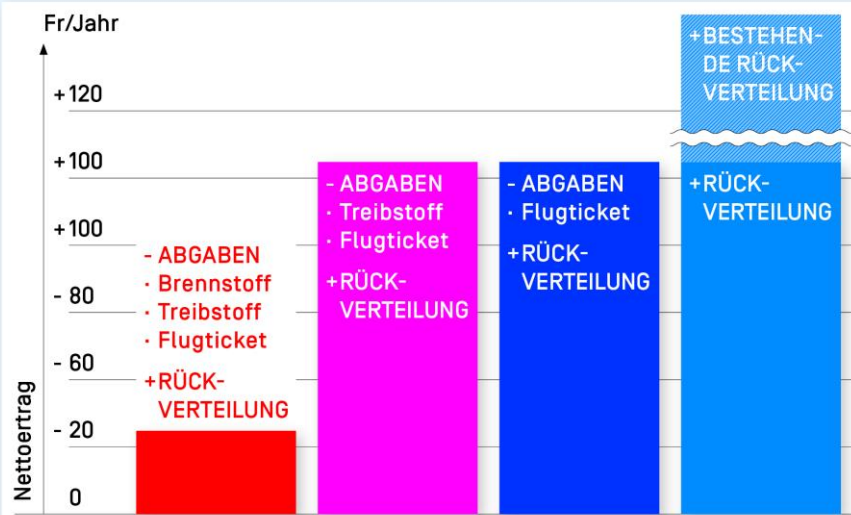 Fr/Jahr
+120
+100
+100
- 80
- 60
- 20
0
Nettoertrag
- ABGABEN
· Brennstoff
· Treibstoff
· Flugticket
+RÜCK-
VERTEILUNG
- ABGABEN
· Treibstoff
· Flugticket
+RÜCK-
VERTEILUNG
- ABGABEN
· Flugticket
+RÜCK-
VERTEILUNG
+BESTEHEN-
DE RÜCK-
VERTEILUNG
+RÜCK-
VERTEILUNG